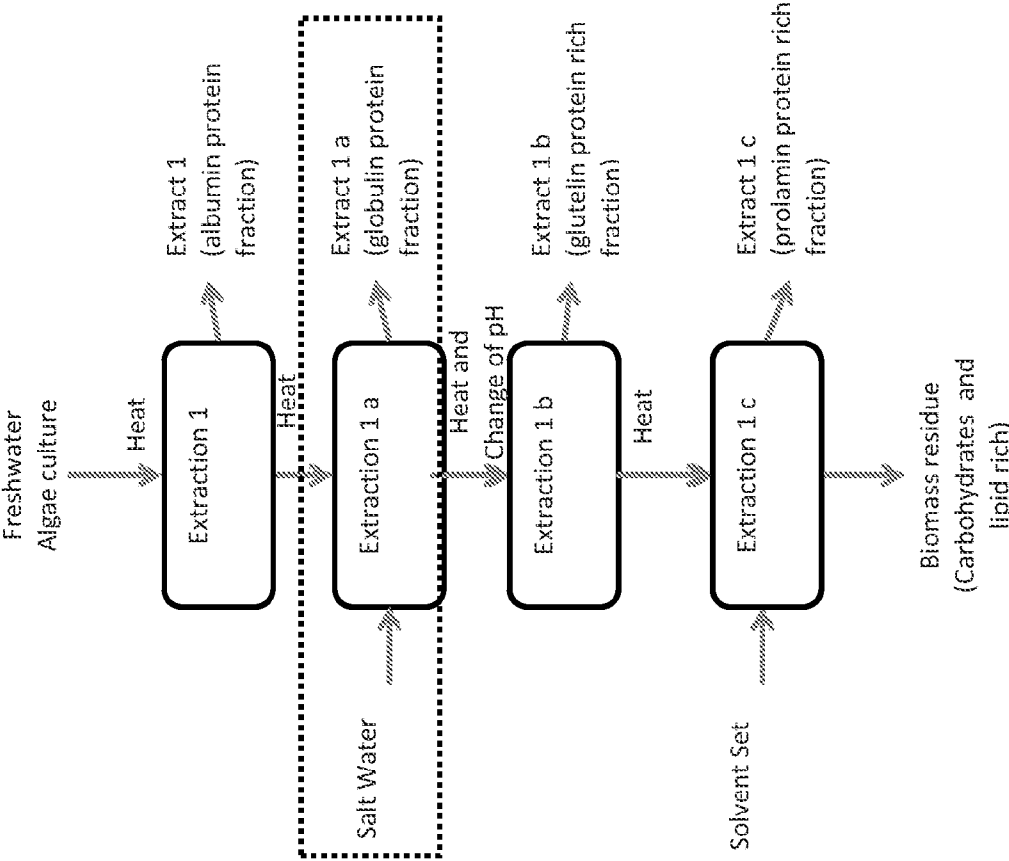 Freshwater
Algae culture
Heat
Extraction 1
Extract 1
(albumin protein
fraction)
Heat
Salt Water
Extraction 1 a
Extract 1 a
(globulin protein
fraction)
Heat and
Change of pH
Extraction 1 b
Extract 1 b
(glutelin protein rich
fraction)
Heat
Solvent Set
Extraction 1 c
Extract 1 c
(prolamin protein rich
fraction)
Biomass residue
(Carbohydrates and
lipid rich)